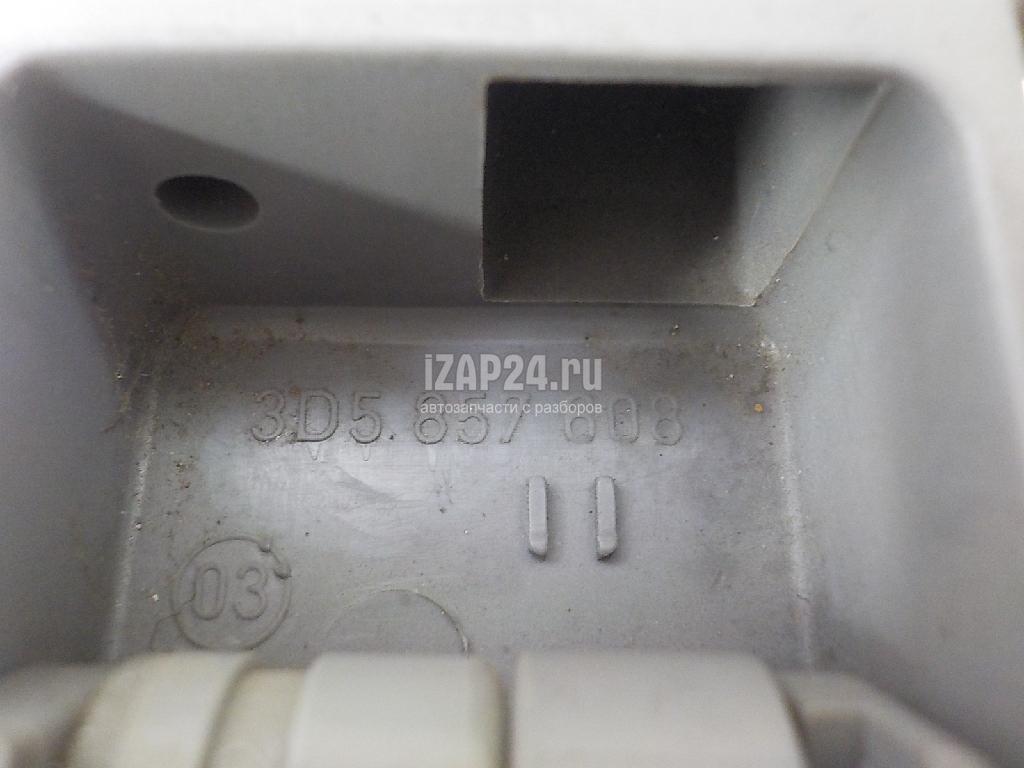 iZAP24.ru
автозапчасти с разборов
3D5 857 608
03